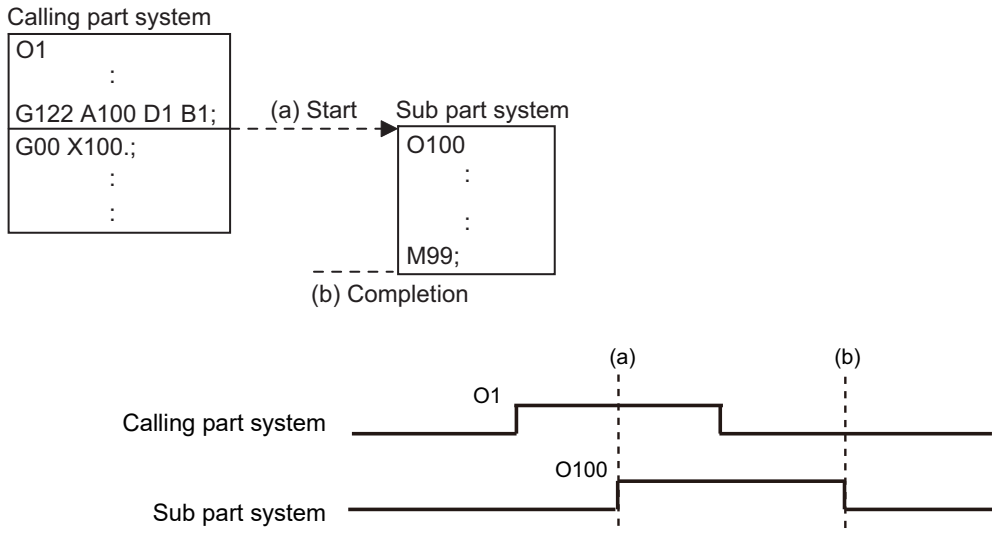 Calling part system
O1
:
G122 A100 D1 B1;
(a) Start
Sub part system
G00 X100.;
:
:
O100
:
:
M99;
(b) Completion
(a)
(b)
O1
Calling part system
O100
Sub part system